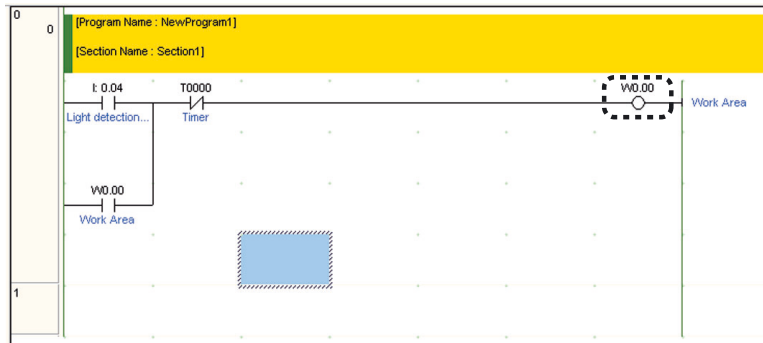 0
0
[Program Name : NewProgram1]
[Section Name : Section1]
I: 0.04
T0000
W0.00
Light detection...
Timer
Work Area
W0.00
Work Area
1